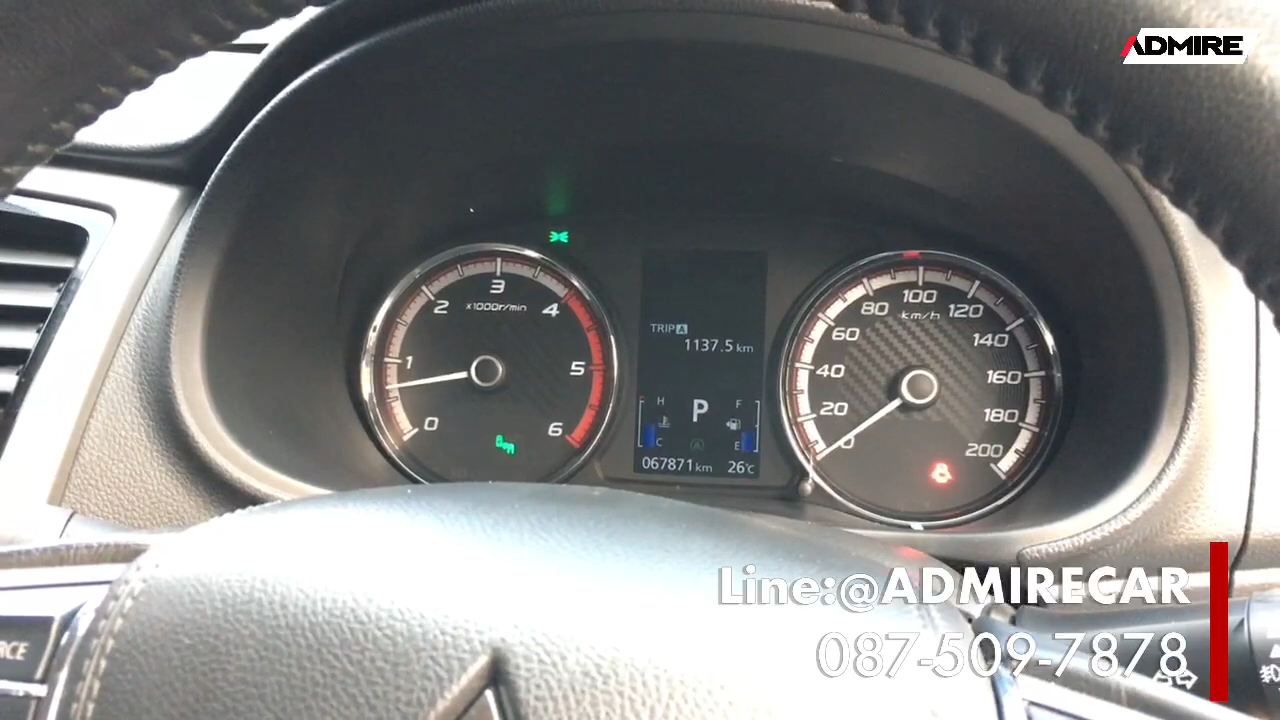 ADMIRE
3
2
4
x1000r/min
1
5
0
6
TRIP A
1137.5 km
H
F
P
C
A
E
067871 km 26°C
100
80
120
km/h
60
140
40
160
20
180
0
200
Line:@ADMIRECAR
087-509-7878
RCE